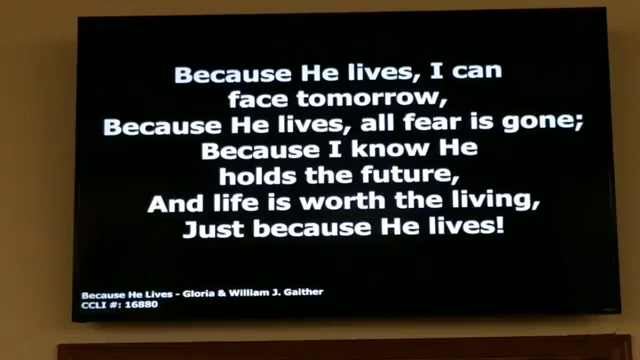 Because He lives, I can
face tomorrow,
Because He lives, all fear is gone;
Because I know He
holds the future,
And life is worth the living,
Just because He lives!
Because He Lives - Gloria & William J. Gaither
CCLI #: 16880